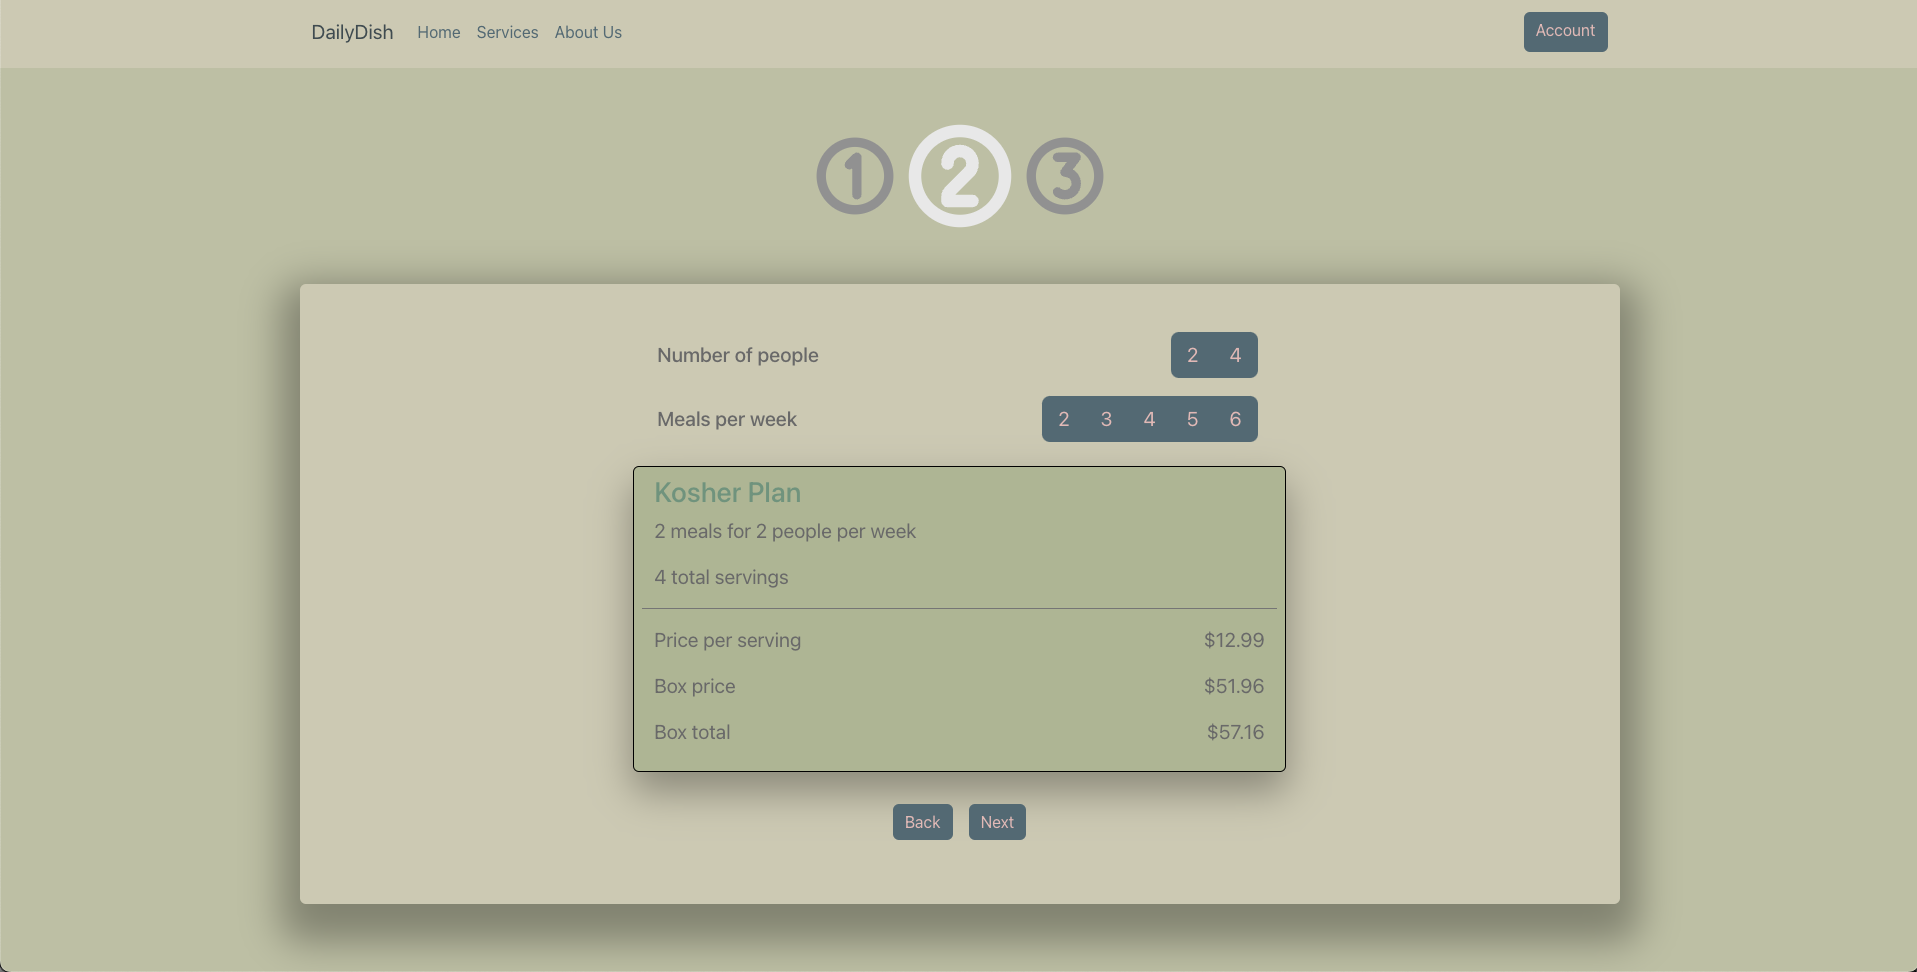 DailyDish Home Services About Us Account
1 2 3
Number of people 2 4
Meals per week 2 3 4 5 6
Kosher Plan
2 meals for 2 people per week
4 total servings
Price per serving $12.99
Box price $51.96
Box total $57.16
Back Next